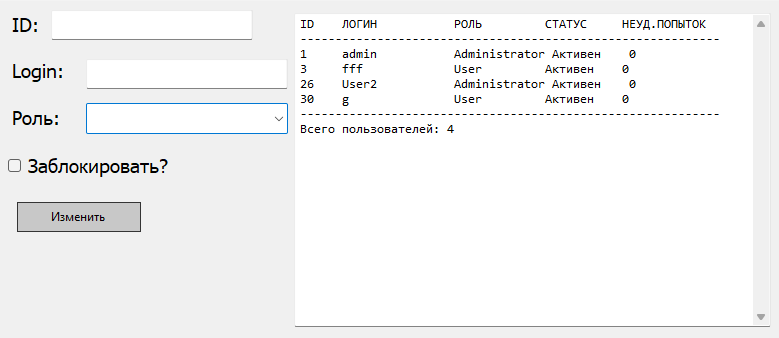 ID:
Login:
Роль:
Заблокировать?
Изменить
ID ЛОГИН РОЛЬ СТАТУС НЕУД.ПОПЫТОК
------------------------------------------------------------
1 admin Administrator Активен 0
3 fff User Активен 0
26 User2 Administrator Активен 0
30 g User Активен 0
------------------------------------------------------------
Всего пользователей: 4